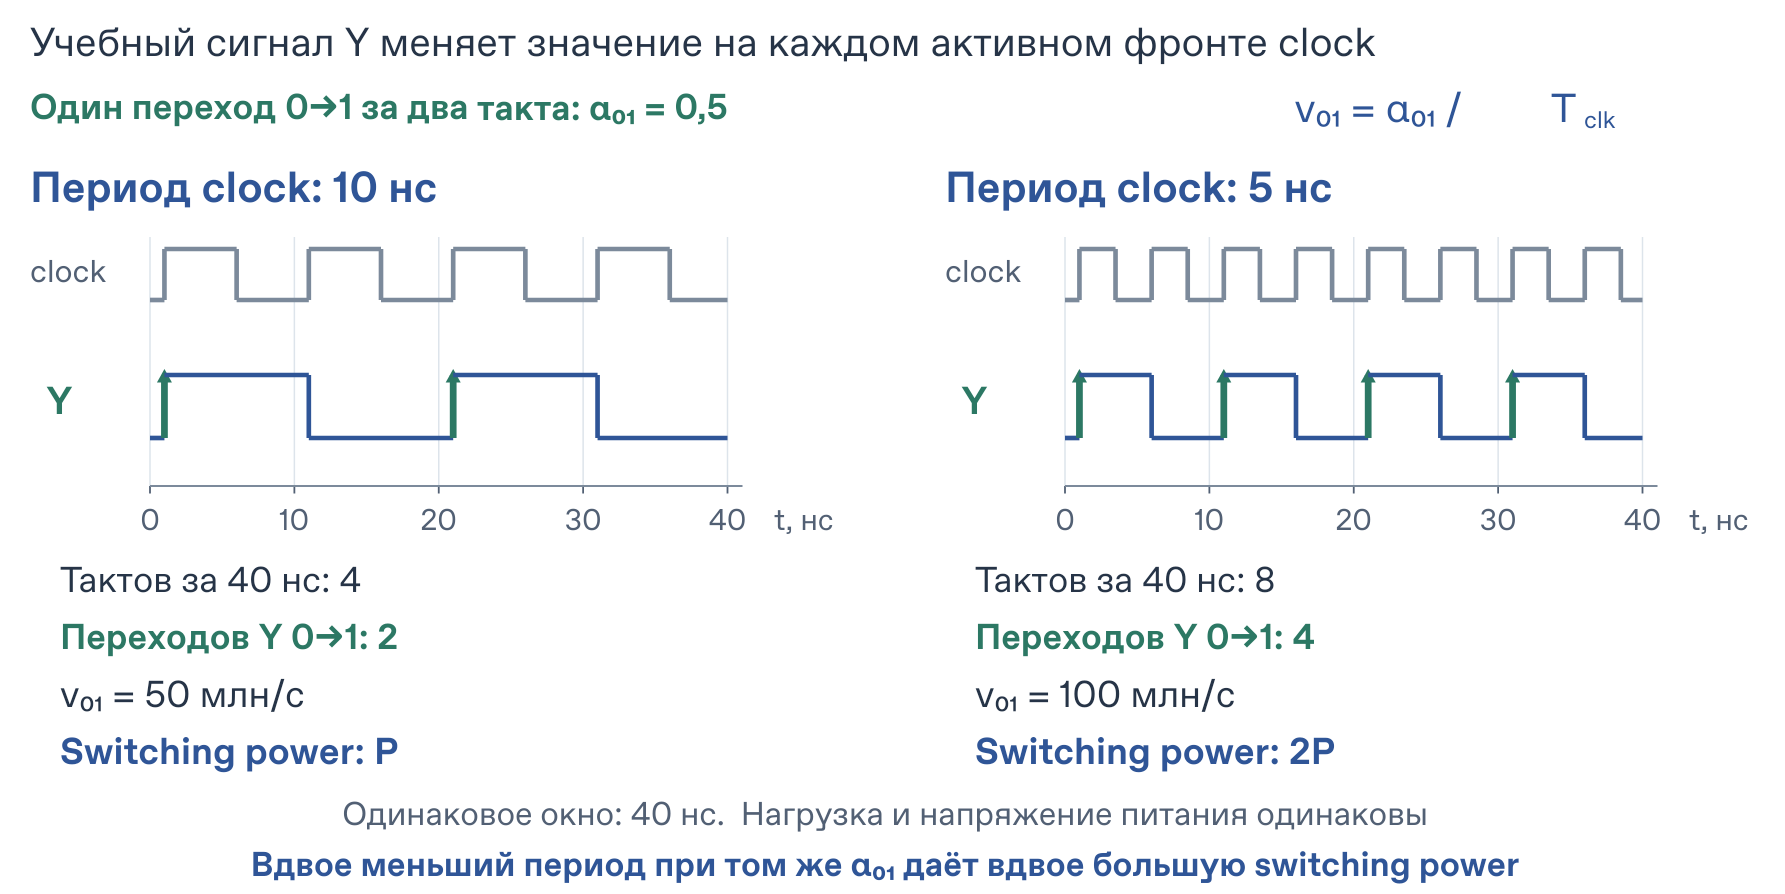 Учебный сигнал Y меняет значение на каждом активном фронте clock
Один переход 0→1 за два такта: α₀₁ = 0,5
ν₀₁ = α₀₁ / T clk
Период clock: 10 нс
clock
Y
0 10 20 30 40 t, нс
Тактов за 40 нс: 4
Переходов Y 0→1: 2
ν₀₁ = 50 млн/с
Switching power: P
Период clock: 5 нс
clock
Y
0 10 20 30 40 t, нс
Тактов за 40 нс: 8
Переходов Y 0→1: 4
ν₀₁ = 100 млн/с
Switching power: 2P
Одинаковое окно: 40 нс. Нагрузка и напряжение питания одинаковы
Вдвое меньший период при том же α₀₁ даёт вдвое большую switching power